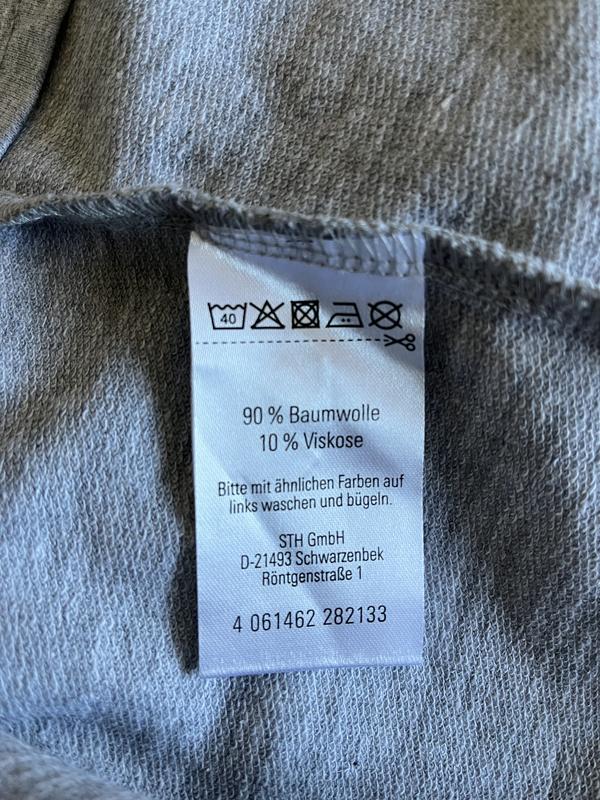 40
90 % Baumwolle
10 % Viskose
Bitte mit ähnlichen Farben auf
links waschen und bügeln.
STH GmbH
D-21493 Schwarzenbek
Röntgenstraße 1
4 061462 282133